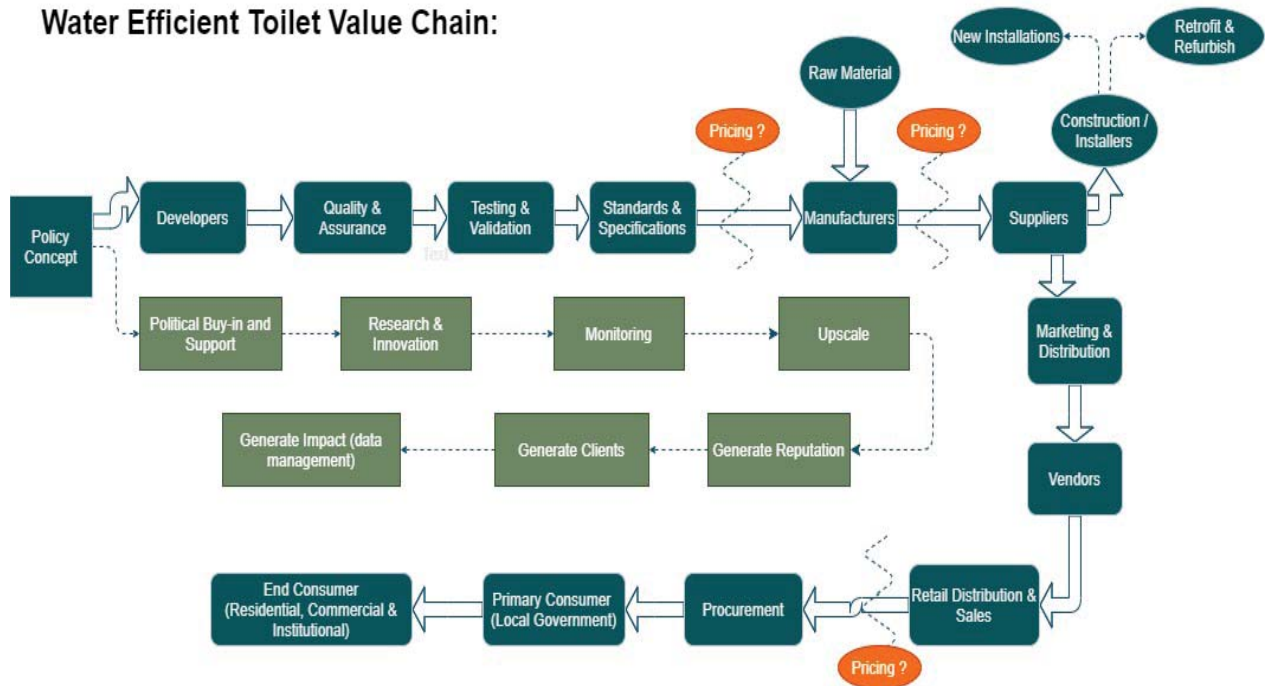 Water Efficient Toilet Value Chain:
New Installations
Retrofit &
Refurbish
Raw Material
Construction /
Installers
Pricing ?
Pricing ?
Policy
Concept
Developers
Quality &
Assurance
Testing &
Validation
Standards &
Specifications
Manufacturers
Suppliers
Text
Political Buy-in and
Support
Research &
Innovation
Monitoring
Upscale
Marketing &
Distribution
Generate Impact (data
management)
Generate Clients
Generate Reputation
Vendors
End Consumer
(Residential, Commercial &
Institutional)
Primary Consumer
(Local Government)
Procurement
Retail Distribution &
Sales
Pricing ?